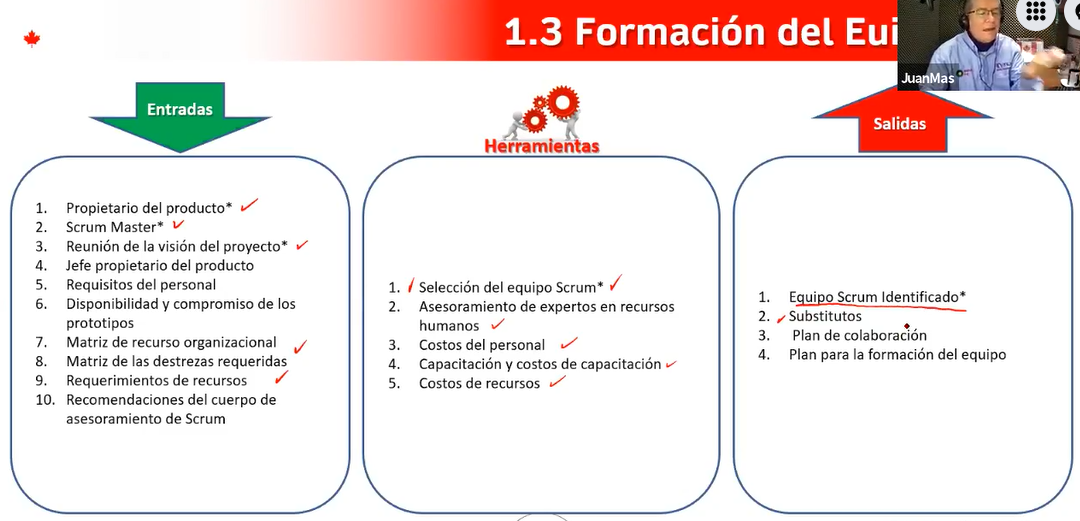 1.3 Formación del Eui
JuanMas
Entradas
Herramientas
Salidas
1. Propietario del producto*
2. Scrum Master*
3. Reunión de la visión del proyecto*
4. Jefe propietario del producto
5. Requisitos del personal
6. Disponibilidad y compromiso de los
prototipos
7. Matriz de recurso organizacional
8. Matriz de las destrezas requeridas
9. Requerimientos de recursos
10. Recomendaciones del cuerpo de
asesoramiento de Scrum
1. Selección del equipo Scrum*
2. Asesoramiento de expertos en recursos
humanos
3. Costos del personal
4. Capacitación y costos de capacitación
5. Costos de recursos
1. Equipo Scrum Identificado*
2. Substitutos
3. Plan de colaboración
4. Plan para la formación del equipo